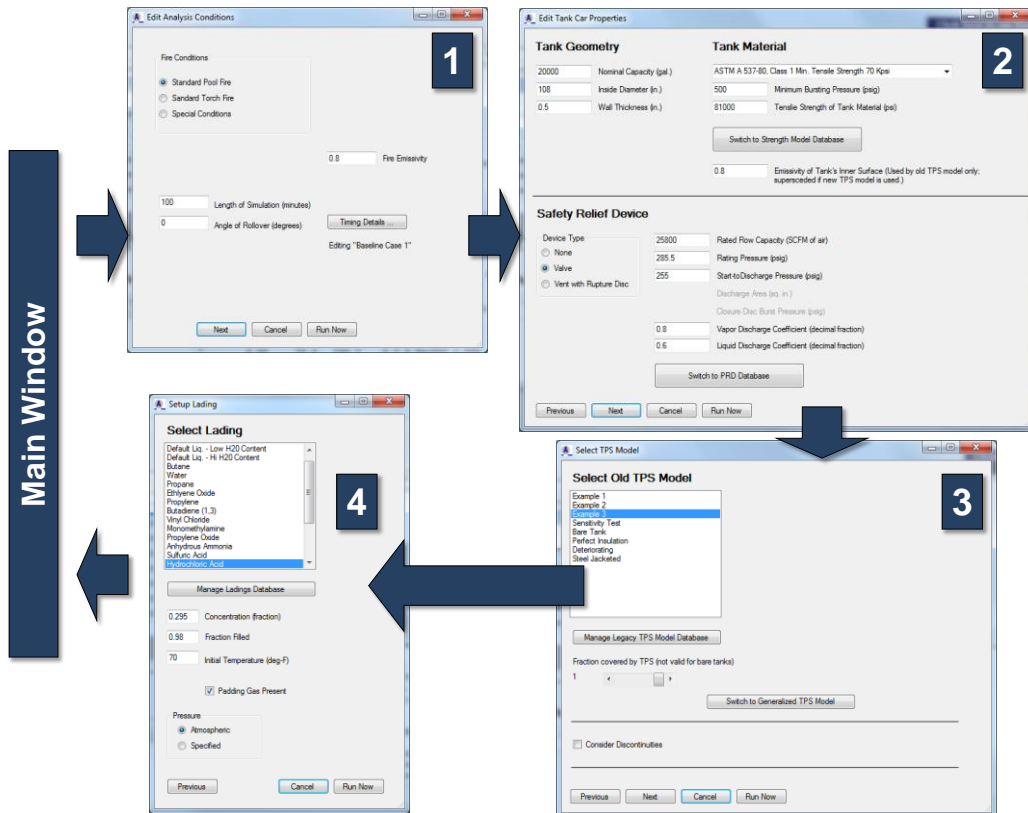 Main Window
Edit Analysis Conditions
1
Fire Conditions
Standard Pool Fire
Sandard Torch Fire
Special Conditions
0.8 Fire Emissivity
100 Length of Simulation (minutes)
0 Angle of Rollover (degrees) Timing Details ...
Editing "Baseline Case 1"
Next Cancel Run Now
Edit Tank Car Properties
2
Tank Geometry Tank Material
20000 Nominal Capacity (gal.) ASTM A 537-80, Class 1 Min. Tensile Strength 70 Kpsi
108 Inside Diameter (in.) 500 Minimum Bursting Pressure (psig)
0.5 Wall Thickness (in.) 81000 Tensile Strength of Tank Material (psi)
Switch to Strength Model Database
0.8 Emissivity of Tank's Inner Surface (Used by old TPS model only;
superseded if new TPS model is used.)
Safety Relief Device
Device Type
None
Valve
Vent with Rupture Disc
25800 Rated Flow Capacity (SCFM of air)
285.5 Rating Pressure (psig)
255 Start-toDischarge Pressure (psig)
Discharge Area (sq. in.)
Closure Disc Burst Pressure (psig)
0.8 Vapor Discharge Coefficient (decimal fraction)
0.6 Liquid Discharge Coefficient (decimal fraction)
Switch to PRD Database
Previous Next Cancel Run Now
Select TPS Model
3
Select Old TPS Model
Example 1
Example 2
Example 3
Sensitivity Test
Bare Tank
Perfect Insulation
Deteriorating
Steel Jacketed
Manage Legacy TPS Model Database
Fraction covered by TPS (not valid for bare tanks)
1
Switch to Generalized TPS Model
Consider Discontinuities
Previous Next Cancel Run Now
Setup Lading
4
Select Lading
Default Liq. - Low H20 Content
Default Liq. - Hi H20 Content
Butane
Water
Propane
Ethlyene Oxide
Propylene
Butadiene (1,3)
Vinyl Chloride
Monomethylamine
Propylene Oxide
Anhydrous Ammonia
Sulfuric Acid
Hydrochloric Acid
Manage Ladings Database
0.295 Concentration (fraction)
0.98 Fraction Filled
70 Initial Temperature (deg-F)
Padding Gas Present
Pressure
Atmospheric
Specified
Previous Cancel Run Now